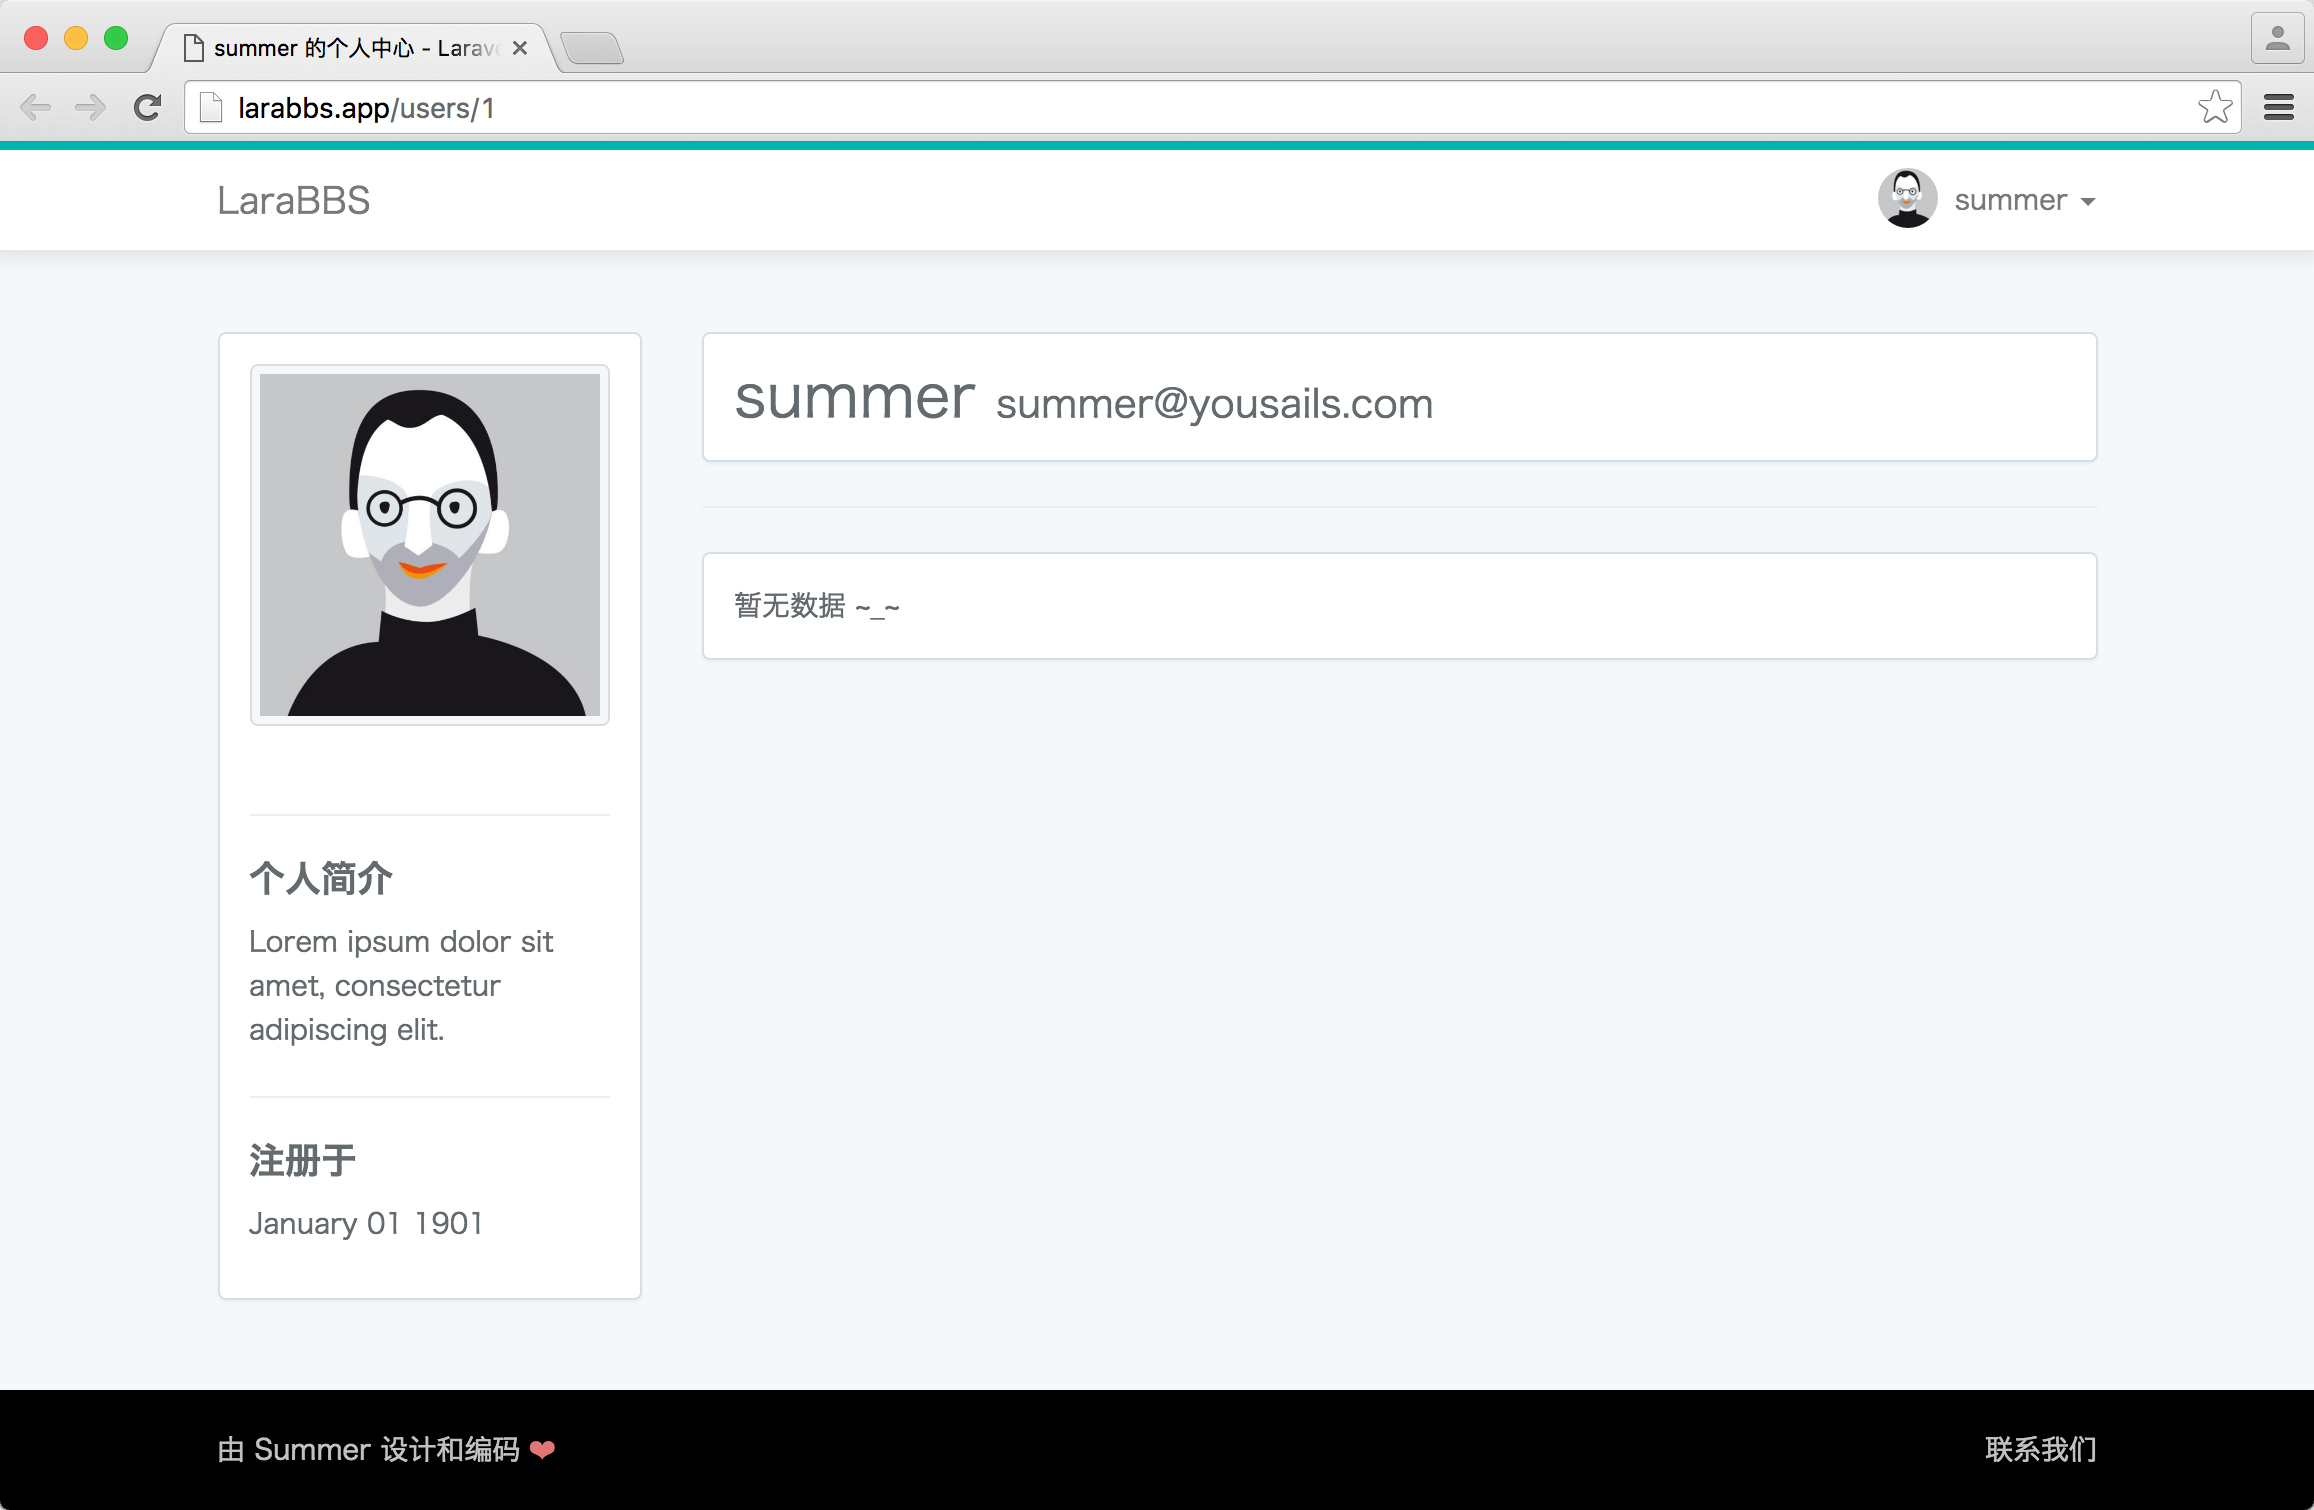 summer 的个人中心 - Larave
larabbs.app/users/1
LaraBBS
summer
summer summer@yousails.com
暂无数据 ~_~
个人简介
Lorem ipsum dolor sit
amet, consectetur
adipiscing elit.
注册于
January 01 1901
由 Summer 设计和编码 ❤
联系我们